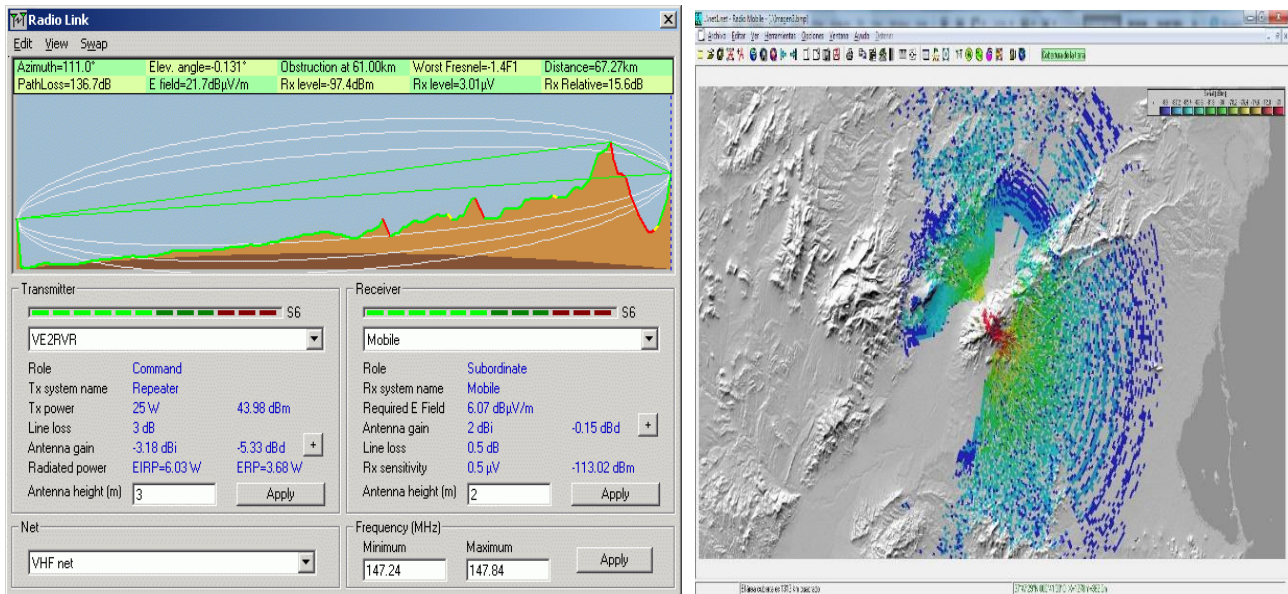 Radio Link
Edit View Swap
Azimuth=111.0° Elev. angle=-0.131° Obstruction at 61.00km Worst Fresnel=-1.4F1 Distance=67.27km
PathLoss=136.7dB E field=21.7dBµV/m Rx level=-97.4dBm Rx level=3.01µV Rx Relative=15.6dB
Transmitter
S6
VE2RVR
Role Command
Tx system name Repeater
Tx power 25 W 43.98 dBm
Line loss 3 dB
Antenna gain -3.18 dBi -5.33 dBd +
Radiated power EIRP=6.03 W ERP=3.68 W
Antenna height (m) 3 Apply
Net
VHF net
Receiver
S6
Mobile
Role Subordinate
Rx system name Mobile
Required E Field 6.07 dBµV/m
Antenna gain 2 dBi -0.15 dBd +
Line loss 0.5 dB
Rx sensitivity 0.5 µV -113.02 dBm
Antenna height (m) 2 Apply
Frequency (MHz)
Minimum Maximum
147.24 147.84 Apply
Radio Mobile
Archivo Editar Ver Herramientas Opciones Ventana Ayuda Detener